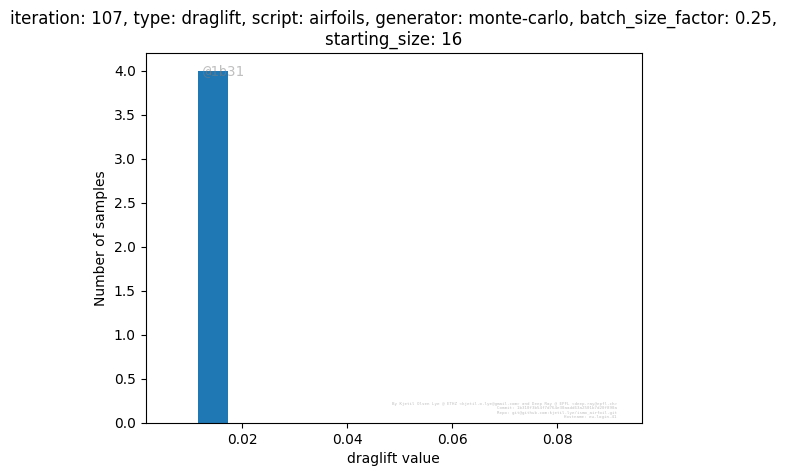 iteration: 107, type: draglift, script: airfoils, generator: monte-carlo, batch_size_factor: 0.25,
starting_size: 16
@1b31
4.0
3.5
3.0
2.5
2.0
1.5
1.0
0.5
0.0
Number of samples
0.02 0.04 0.06 0.08
draglift value